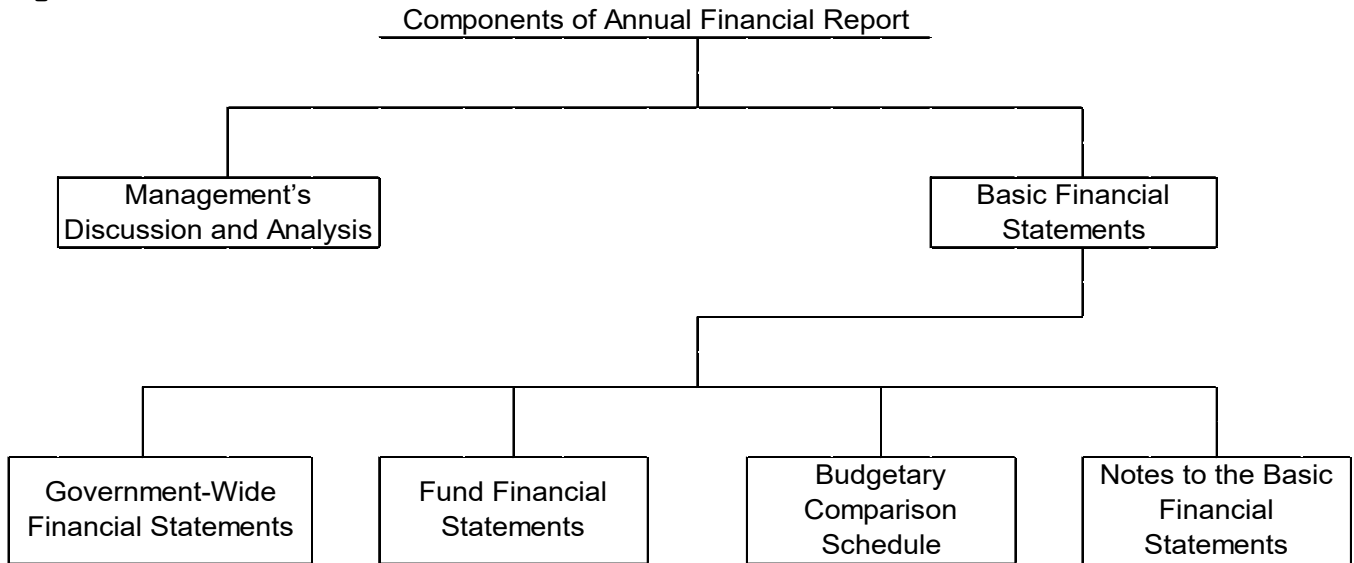 Components of Annual Financial Report
Management’s
Discussion and Analysis
Basic Financial
Statements
Government-Wide
Financial Statements
Fund Financial
Statements
Budgetary
Comparison
Schedule
Notes to the Basic
Financial
Statements